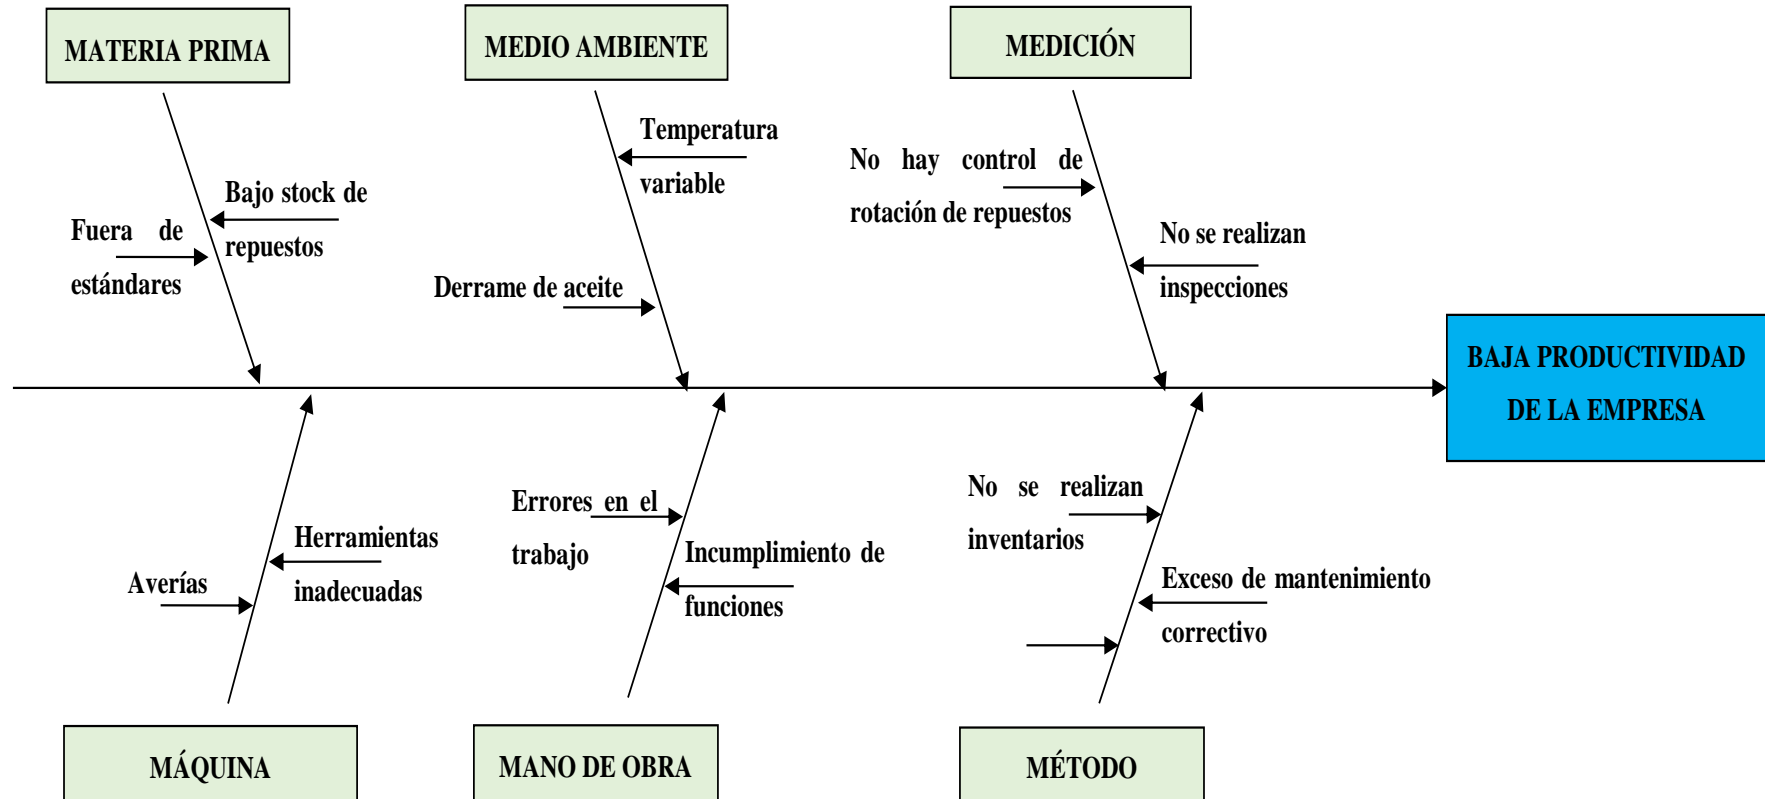 MATERIA PRIMA
MEDIO AMBIENTE
MEDICIÓN
Bajo stock de
repuestos
Fuera de
estándares
Temperatura
variable
Derrame de aceite
No hay control de
rotación de repuestos
No se realizan
inspecciones
BAJA PRODUCTIVIDAD
DE LA EMPRESA
Averías
Herramientas
inadecuadas
Errores en el
trabajo
Incumplimiento de
funciones
No se realizan
inventarios
Exceso de mantenimiento
correctivo
MÁQUINA
MANO DE OBRA
MÉTODO